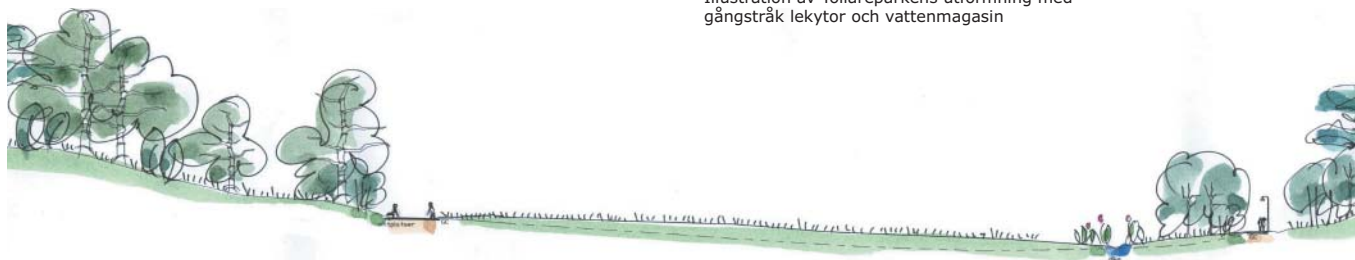 Illustration av Tollareparkens utformning med
gångstråk lekytor och vattenmagasin